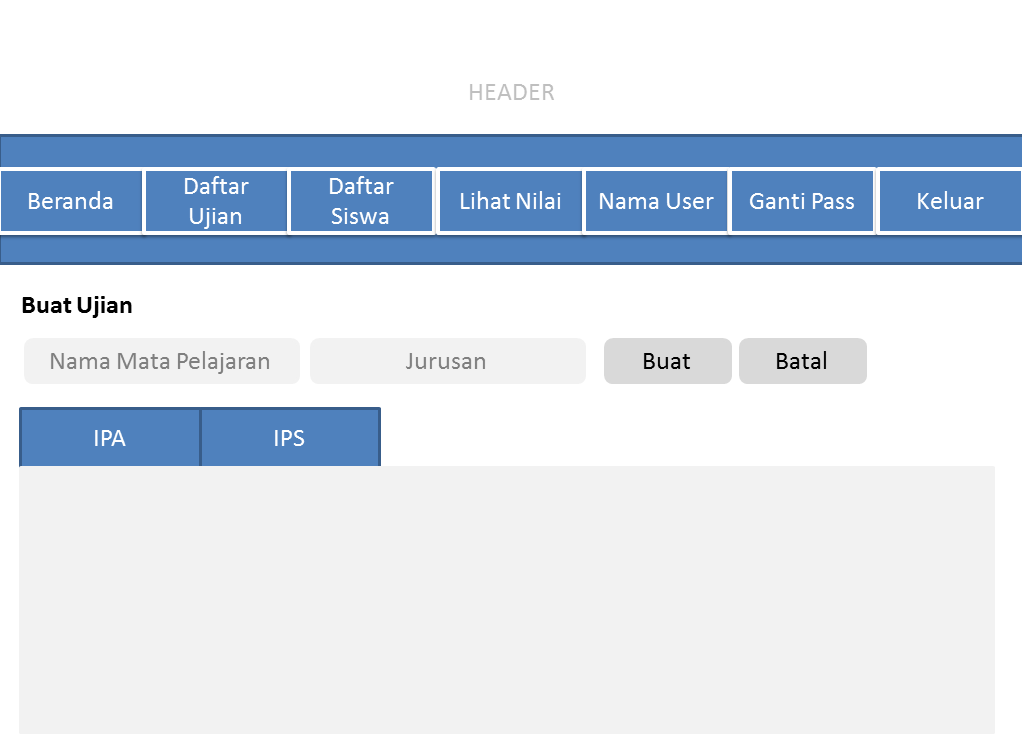 HEADER
Beranda
Daftar
Ujian
Daftar
Siswa
Lihat Nilai
Nama User
Ganti Pass
Keluar
Buat Ujian
Nama Mata Pelajaran
Jurusan
Buat
Batal
IPA
IPS